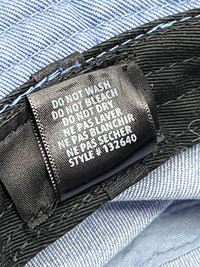 DO NOT WASH
DO NOT BLEACH
DO NOT DRY
NE PAS LAVER
NE PAS BLANCHIR
NE PAS SECHER
STYLE # 132640